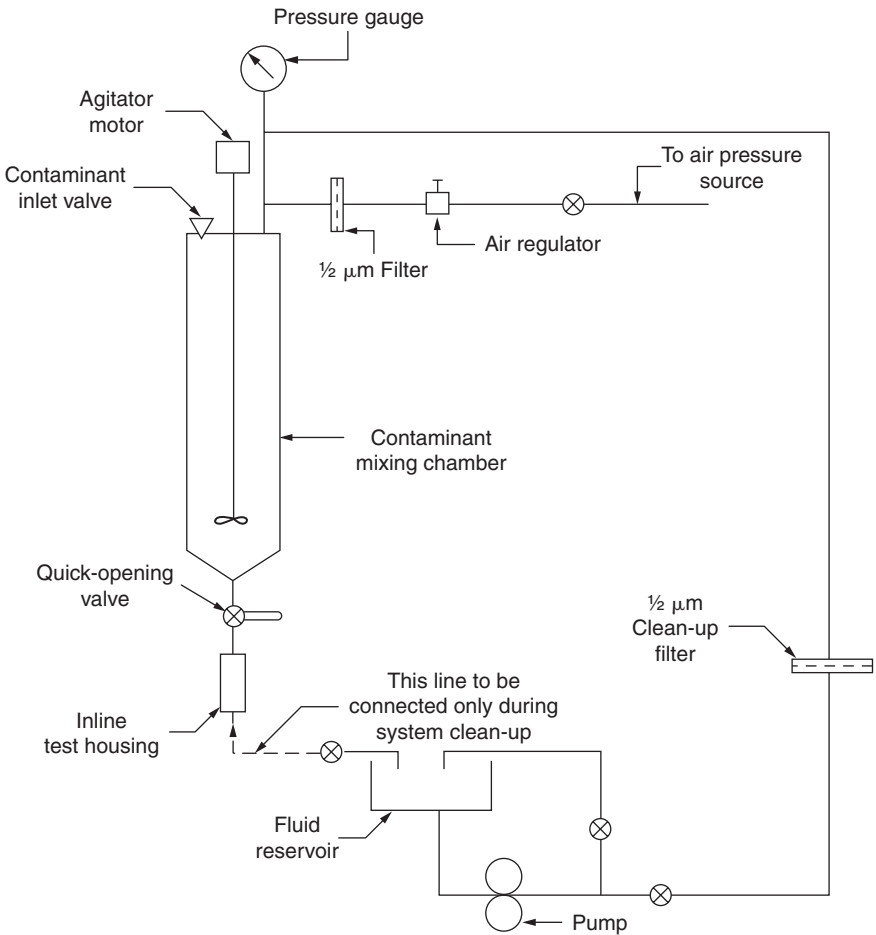 Pressure gauge
Agitator
motor
Contaminant
inlet valve
To air pressure
source
Air regulator
½ μm Filter
Contaminant
mixing chamber
Quick-opening
valve
½ μm
Clean-up
filter
This line to be
connected only during
system clean-up
Inline
test housing
Fluid
reservoir
Pump